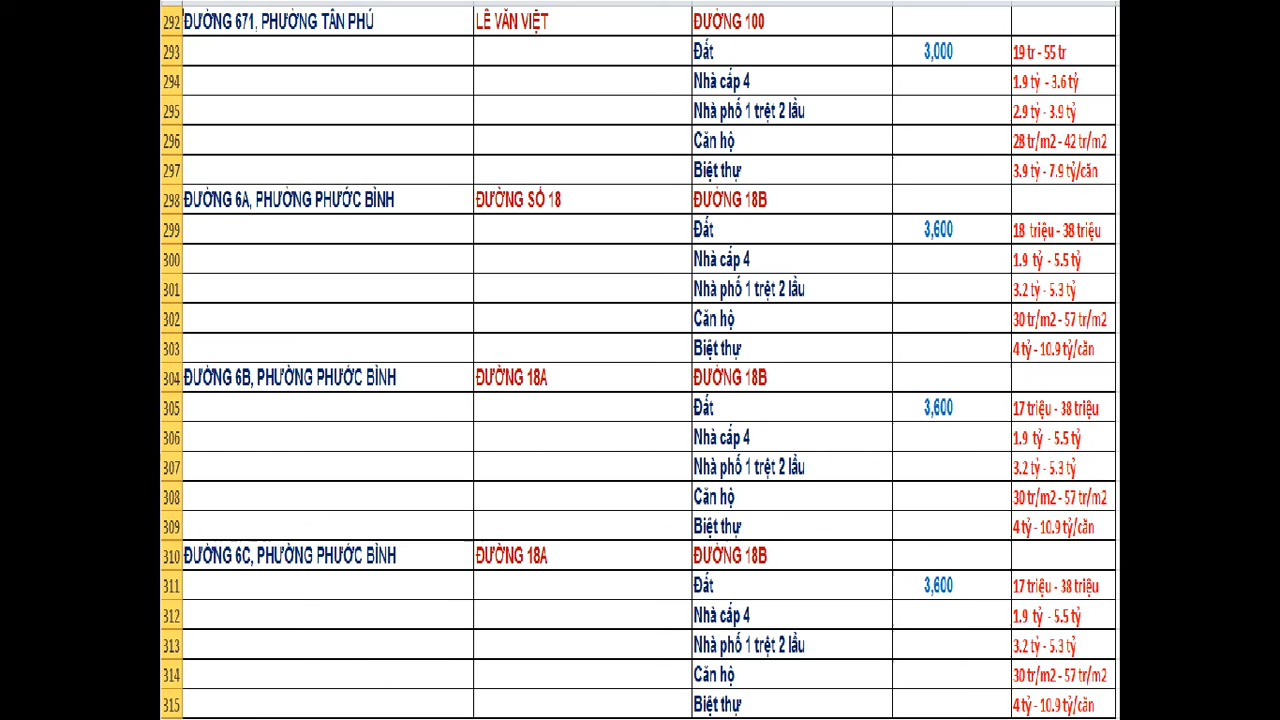 292 ĐƯỜNG 671, PHƯỜNG TÂN PHÚ LÊ VĂN VIỆT ĐƯỜNG 100
293 Đất 3,000 19 tr - 55 tr
294 Nhà cấp 4 1.9 tỷ - 3.6 tỷ
295 Nhà phố 1 trệt 2 lầu 2.9 tỷ - 3.9 tỷ
296 Căn hộ 28 tr/m2 - 42 tr/m2
297 Biệt thự 3.9 tỷ - 7.9 tỷ/căn
298 ĐƯỜNG 6A, PHƯỜNG PHƯỚC BÌNH ĐƯỜNG SỐ 18 ĐƯỜNG 18B
299 Đất 3,600 18 triệu - 38 triệu
300 Nhà cấp 4 1.9 tỷ - 5.5 tỷ
301 Nhà phố 1 trệt 2 lầu 3.2 tỷ - 5.3 tỷ
302 Căn hộ 30 tr/m2 - 57 tr/m2
303 Biệt thự 4 tỷ - 10.9 tỷ/căn
304 ĐƯỜNG 6B, PHƯỜNG PHƯỚC BÌNH ĐƯỜNG 18A ĐƯỜNG 18B
305 Đất 3,600 17 triệu - 38 triệu
306 Nhà cấp 4 1.9 tỷ - 5.5 tỷ
307 Nhà phố 1 trệt 2 lầu 3.2 tỷ - 5.3 tỷ
308 Căn hộ 30 tr/m2 - 57 tr/m2
309 Biệt thự 4 tỷ - 10.9 tỷ/căn
310 ĐƯỜNG 6C, PHƯỜNG PHƯỚC BÌNH ĐƯỜNG 18A ĐƯỜNG 18B
311 Đất 3,600 17 triệu - 38 triệu
312 Nhà cấp 4 1.9 tỷ - 5.5 tỷ
313 Nhà phố 1 trệt 2 lầu 3.2 tỷ - 5.3 tỷ
314 Căn hộ 30 tr/m2 - 57 tr/m2
315 Biệt thự 4 tỷ - 10.9 tỷ/căn